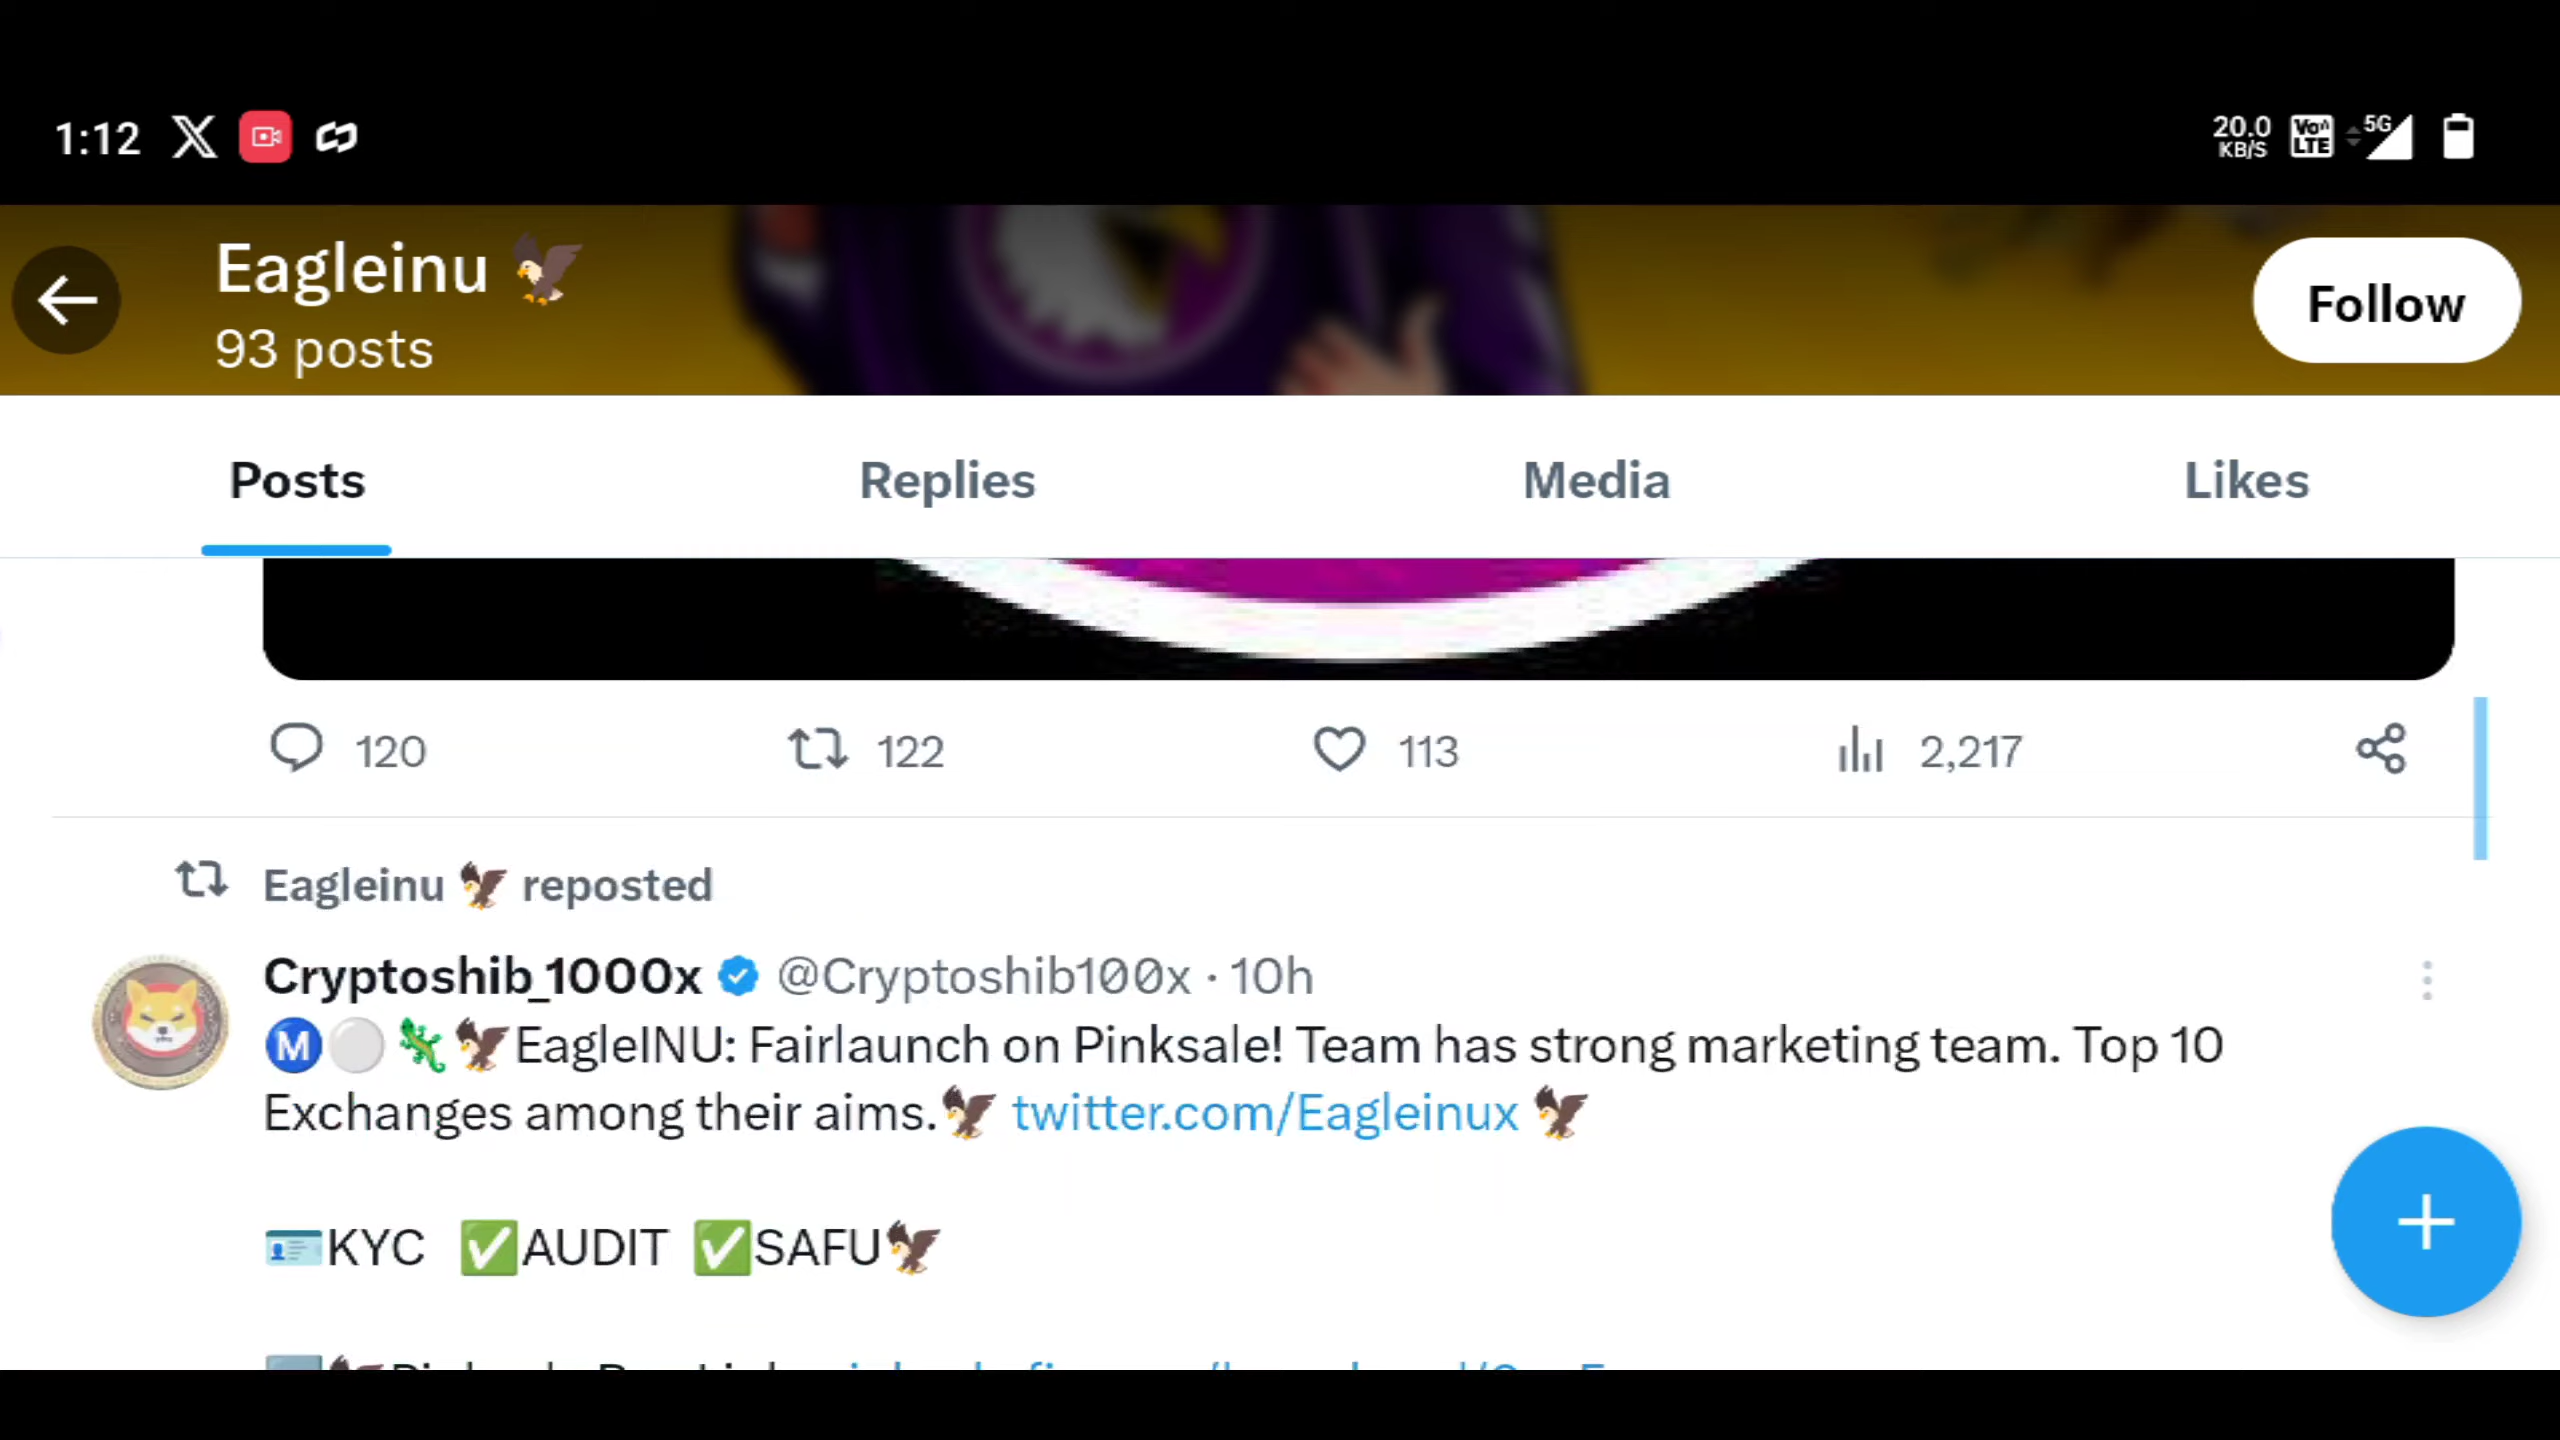 1:12 20.0 KB/S VoLTE 5G
Eagleinu 🦅
93 posts
Follow
Posts Replies Media Likes
120 122 113 2,217
Eagleinu 🦅 reposted
Cryptoshib_1000x @Cryptoshib100x · 10h
Ⓜ️⚪🦎🦅EagleINU: Fairlaunch on Pinksale! Team has strong marketing team. Top 10
Exchanges among their aims.🦅 twitter.com/Eagleinux 🦅
🪪KYC ✅AUDIT ✅SAFU🦅